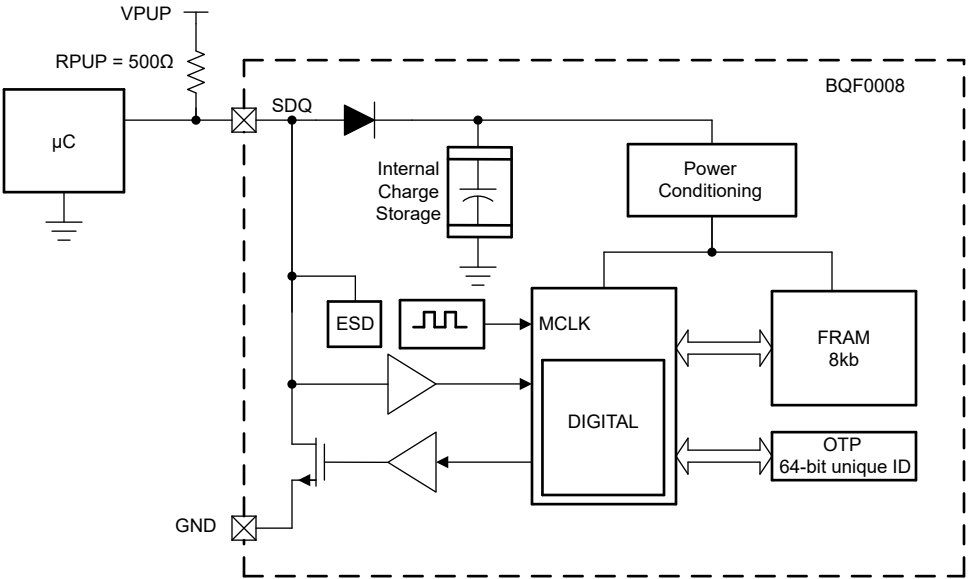 VPUP
RPUP = 500Ω
BQF0008
SDQ
µC
Internal
Charge
Storage
Power
Conditioning
ESD
MCLK
FRAM
8kb
DIGITAL
OTP
64-bit unique ID
GND